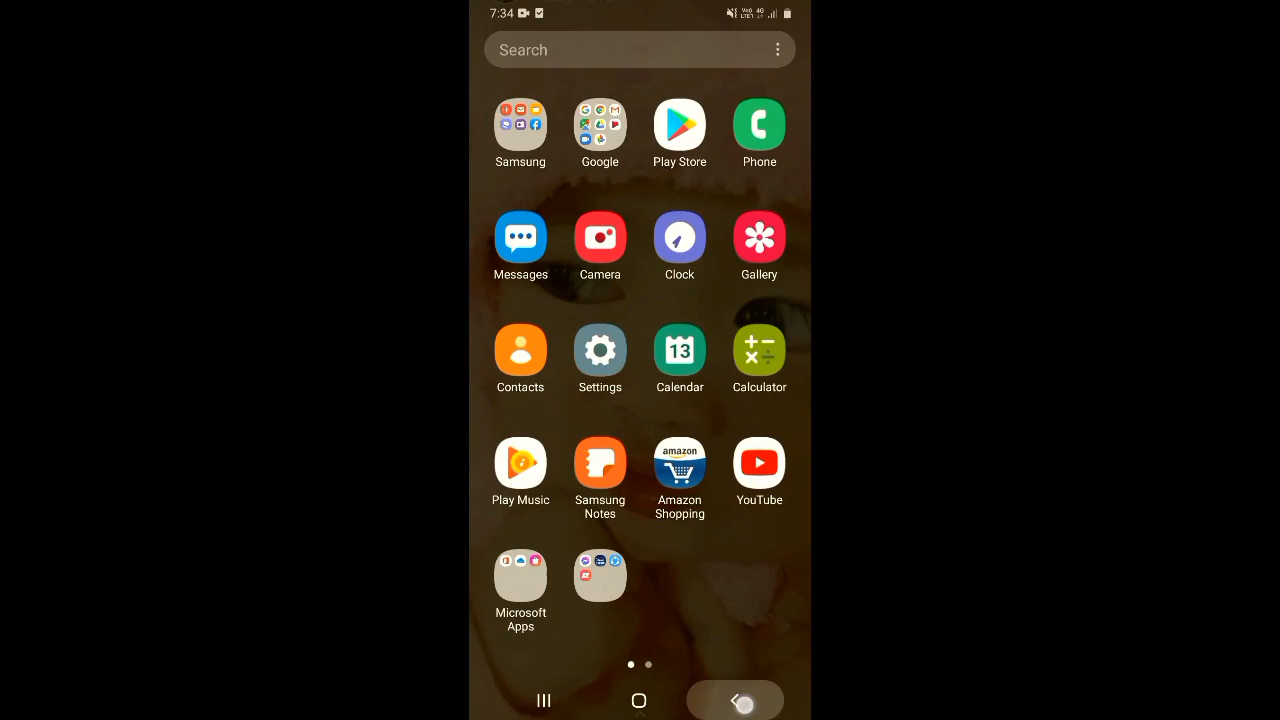 7:34
Search
Samsung
Google
Play Store
Phone
Messages
Camera
Clock
Gallery
Contacts
Settings
13
Calendar
Calculator
Play Music
Samsung
Notes
amazon
Amazon
Shopping
YouTube
Microsoft
Apps